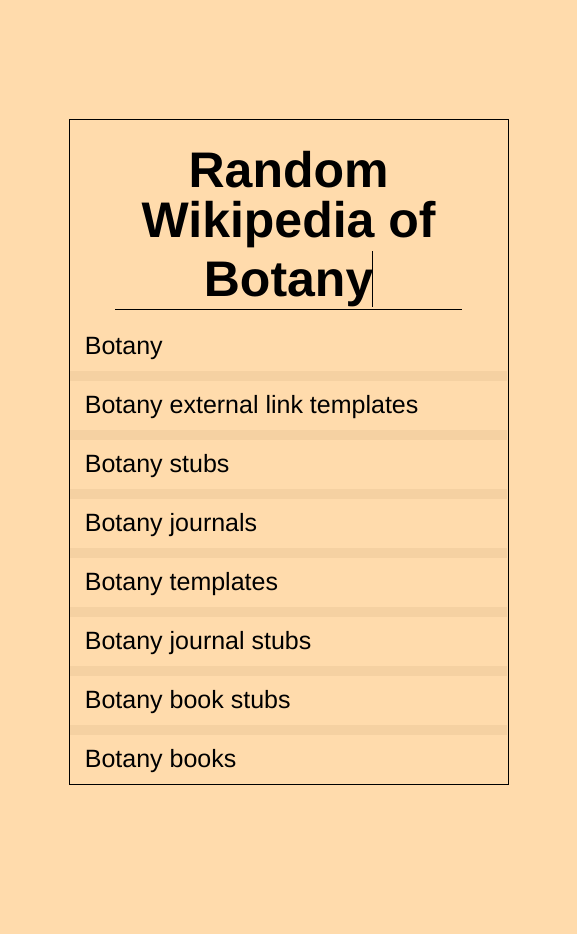 Random
Wikipedia of
Botany
Botany
Botany external link templates
Botany stubs
Botany journals
Botany templates
Botany journal stubs
Botany book stubs
Botany books